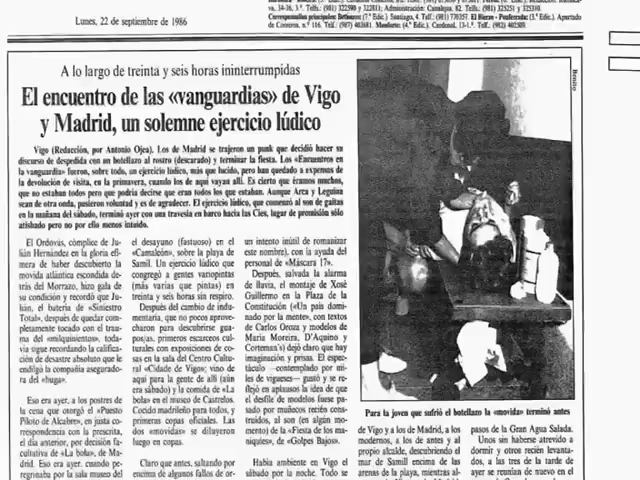 Lunes, 22 de septiembre de 1986
A lo largo de treinta y seis horas ininterrumpidas
El encuentro de las «vanguardias» de Vigo
y Madrid, un solemne ejercicio lúdico
Vigo (Redacción, por Antonio Ojea). Los de Madrid se trajeron un punk que decidió hacer su
discurso de despedida con un botellazo al rostro (descarado) y terminar la fiesta. Los «Encuentros en
la vanguardia» fueron, sobre todo, un ejercicio lúdico, más que lucido, pero han quedado a expensas de
la devolución de visita, en la primavera, cuando los de aquí vayan allí. Es cierto que éramos muchos,
que no estaban todos pero que podría decirse que eran todos los que estaban. Aunque Arca y Leguina
sean de otra onda, pusieron voluntad y es de agradecer. El ejercicio lúdico, que comenzó al son de gaitas
en la mañana del sábado, terminó ayer con una travesía en barco hacia las Cíes, lugar de promisión sólo
atisbado pero no por ello menos intuido.
El Ordovás, cómplice de Ju-
lián Hernández en la gloria efí-
mera de haber descubierto la
movida atlántica escondida de-
trás del Morrazo, hizo gala de
su condición y recordó que Ju-
lián, el batería de «Siniestro
Total», después de quedar com-
pletamente tocado con el trau-
ma del «milquinientos», toda-
vía sigue recordando la califica-
ción de desastre absoluto que le
endilgó la compañía asegurado-
ra del «buga».
Eso era ayer, a los postres de
la cena que otorgó el «Puesto
Piloto de Alcabre», en justa co-
rrespondencia con la prescrita,
el día anterior, por decisión fac-
ultativa de «La bola», de Ma-
drid. Eso era ayer, cuando pe-
regrinaba por la sala museo del
el desayuno (fastuoso) en el
«Camaleón», sobre la playa de
Samil. Un ejercicio lúdico que
congregó a gentes variopintas
(más varias que pintas) en
treinta y seis horas sin respiro.
Después del cambio de indu-
mentaria, que no pocos aprove-
charon para descubrirse gua-
pos/as, primeros escarceos cul-
turales con exposiciones de co-
sas en la sala del Centro Cultu-
ral «Cidade de Vigo»; vino de
aquí para la gente de allí (aún
era sábado) y la comida de «La
bola» en el museo de Castrelos.
Cocido madrileño para todos, y
primeras copas oficiales. Las
dos «movidas» se diluyeron
luego en copas.
Claro que antes, saltando por
encima de algunos fallos de or-
un intento inútil de romanizar
este nombre), con la ayuda del
personal de «Máscara 17».
Después, salvada la alarma
de lluvia, el montaje de Xosé
Guillermo en la Plaza de la
Constitución («Un país domi-
nado por la mente», con textos
de Carlos Oroza y modelos de
María Moreira, D'Aquino y
Corteman's) dejó claro que hay
imaginación y prisa. El espec-
táculo —contemplado por mi-
les de vigueses— gustó y se re-
flejó en aplausos la idea de que
el desfile de modelos fuese pa-
sado por muñecos recién cons-
truidos, al son (en algún mo-
mento) de la «Fiesta de los ma-
niquíes», de «Golpes Bajos».
Había ambiente en Vigo el
sábado por la noche. Todo se
Benito
Para la joven que sufrió el botellazo la «movida» terminó antes
de Vigo y a los de Madrid, a los
modernos, a los de antes y al
propio alcalde, descubriendo el
mar de Samil encima de las
arenas de la playa, mientras al-
pasos de la Gran Agua Salada.
Unos sin haberse atrevido a
dormir y otros recién levanta-
dos, a las tres de la tarde de
ayer se reunían de nuevo en el